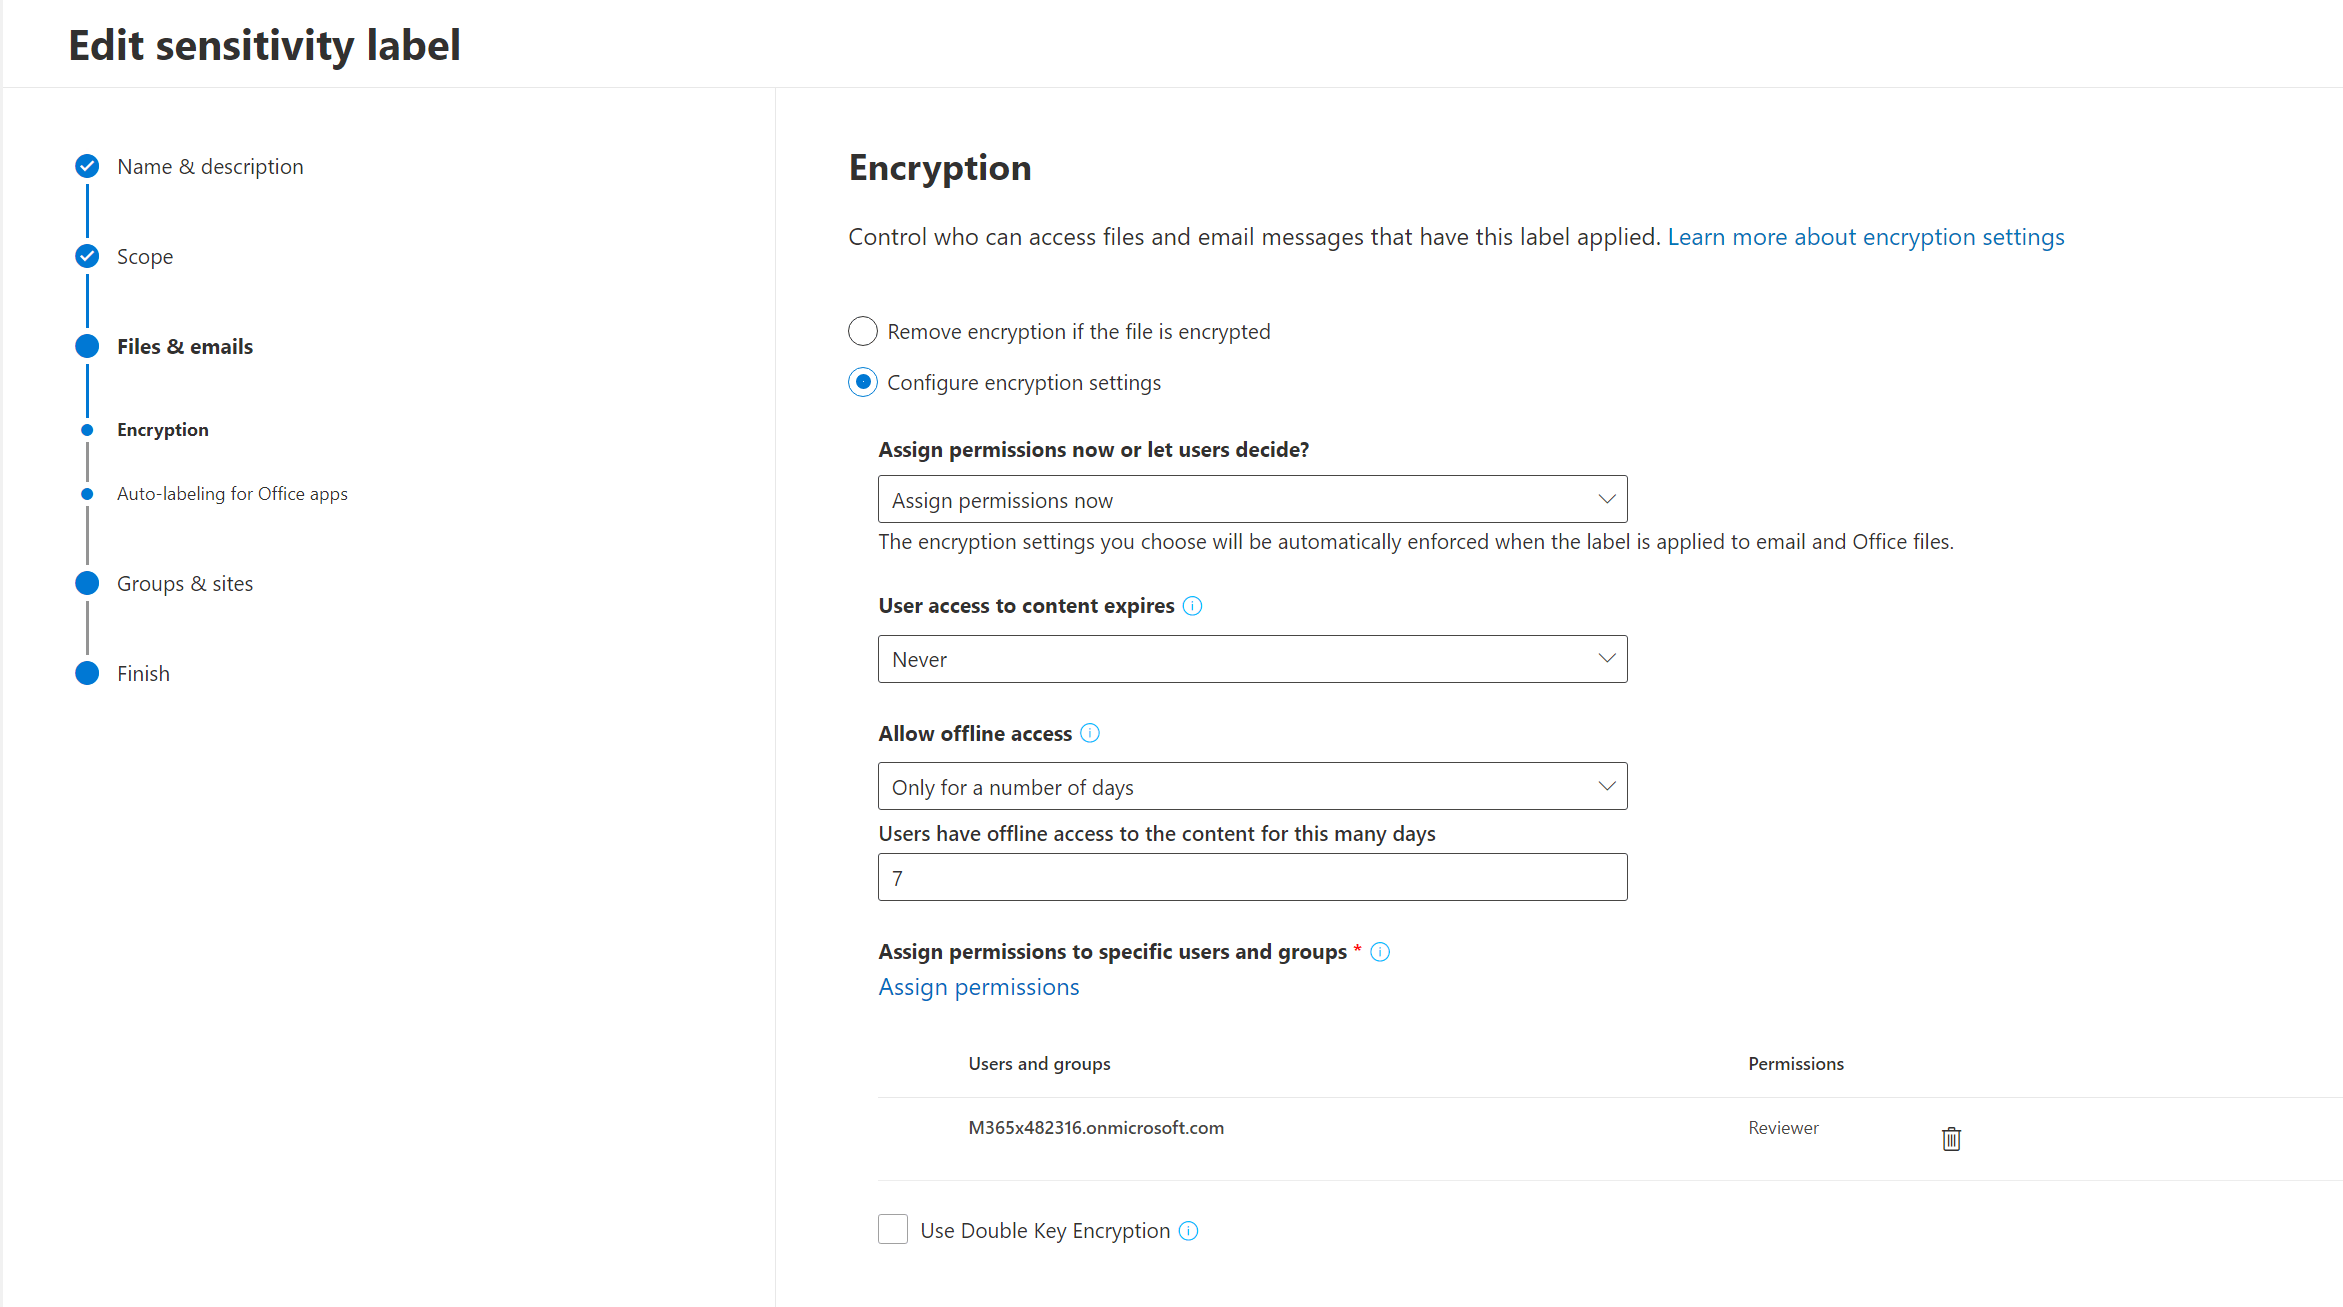 Edit sensitivity label
Name & description
Scope
Files & emails
Encryption
Auto-labeling for Office apps
Groups & sites
Finish
Encryption
Control who can access files and email messages that have this label applied. Learn more about encryption settings
Remove encryption if the file is encrypted
Configure encryption settings
Assign permissions now or let users decide?
Assign permissions now
The encryption settings you choose will be automatically enforced when the label is applied to email and Office files.
User access to content expires
Never
Allow offline access
Only for a number of days
Users have offline access to the content for this many days
7
Assign permissions to specific users and groups *
Assign permissions
Users and groups Permissions
M365x482316.onmicrosoft.com Reviewer
Use Double Key Encryption